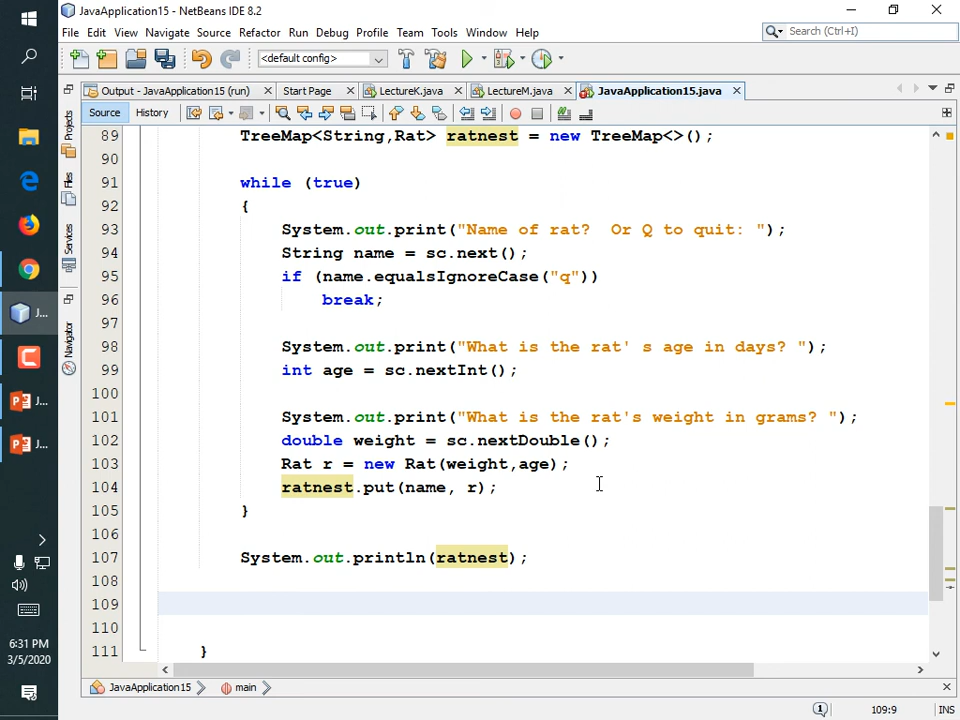 JavaApplication15 - NetBeans IDE 8.2
File Edit View Navigate Source Refactor Run Debug Profile Team Tools Window Help
Search (Ctrl+I)
<default config>
Output - JavaApplication15 (run) Start Page LectureK.java LectureM.java JavaApplication15.java
Source History
Projects
Files
Services
Navigator
89 TreeMap<String,Rat> ratnest = new TreeMap<>();
90
91 while (true)
92 {
93 System.out.print("Name of rat?  Or Q to quit: ");
94 String name = sc.next();
95 if (name.equalsIgnoreCase("q"))
96 break;
97
98 System.out.print("What is the rat' s age in days? ");
99 int age = sc.nextInt();
100
101 System.out.print("What is the rat's weight in grams? ");
102 double weight = sc.nextDouble();
103 Rat r = new Rat(weight,age);
104 ratnest.put(name, r);
105 }
106
107 System.out.println(ratnest);
108
109
110
111 }
J...
J...
J...
6:31 PM
3/5/2020
JavaApplication15 main
1 109:9 INS